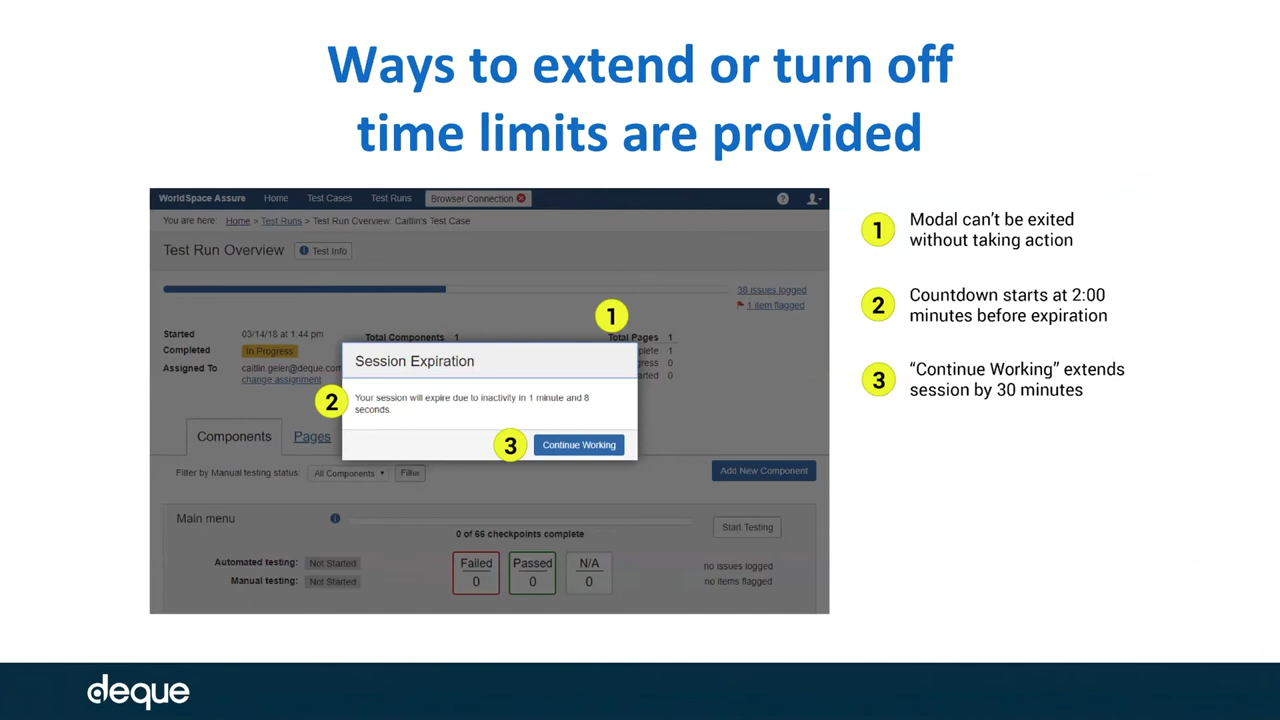 Ways to extend or turn off
time limits are provided
WorldSpace Assure Home Test Cases Test Runs Browser Connection
You are here: Home > Test Runs > Test Run Overview: Caitlin's Test Case
Test Run Overview Test Info
38 issues logged
1 item flagged
1
Started 03/14/18 at 1:44 pm Total Components 1 Total Pages 1
Completed In Progress
Assigned To caitlin.geier@deque.com
change assignment
plete 1
gress 0
arted 0
Session Expiration
2
Your session will expire due to inactivity in 1 minute and 8
seconds.
3 Continue Working
Components Pages
Filter by Manual testing status: All Components Filter
Add New Component
Main menu
0 of 66 checkpoints complete
Start Testing
Automated testing: Not Started
Manual testing: Not Started
Failed Passed N/A
0 0 0
no issues logged
no items flagged
1 Modal can’t be exited
without taking action
2 Countdown starts at 2:00
minutes before expiration
3 “Continue Working” extends
session by 30 minutes
deque